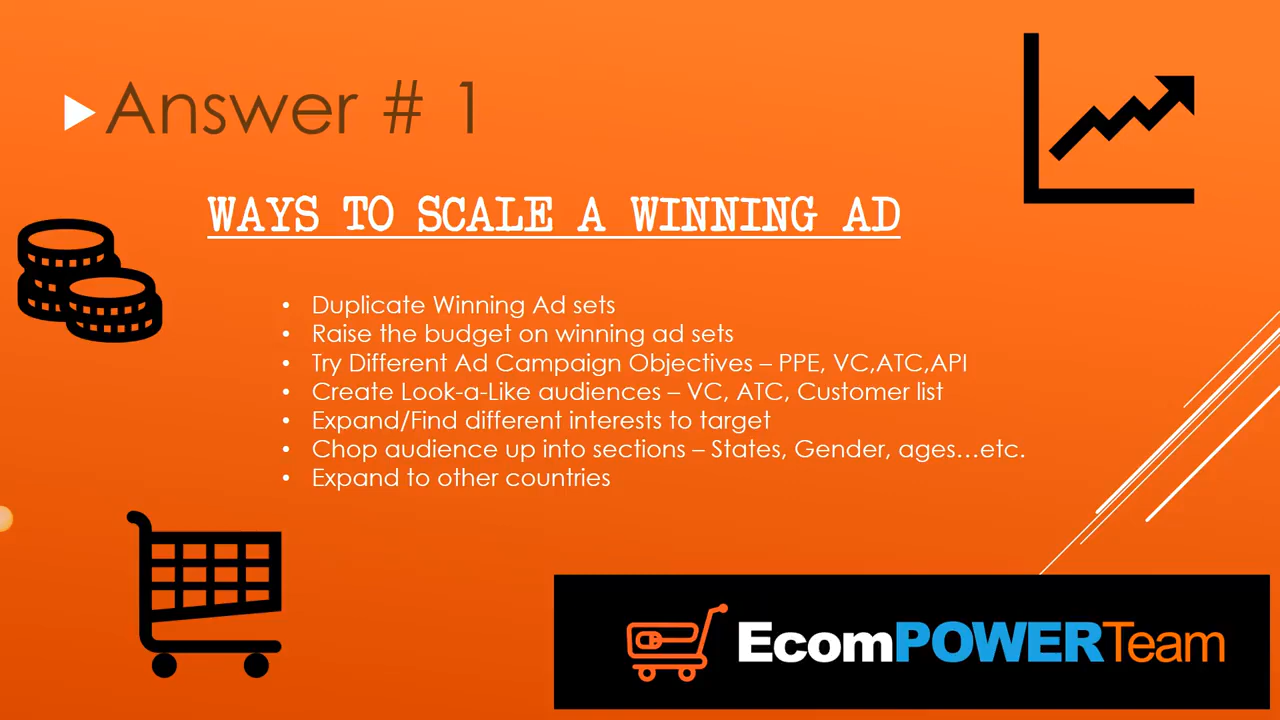 Answer # 1
WAYS TO SCALE A WINNING AD
• Duplicate Winning Ad sets
• Raise the budget on winning ad sets
• Try Different Ad Campaign Objectives – PPE, VC,ATC,API
• Create Look-a-Like audiences – VC, ATC, Customer list
• Expand/Find different interests to target
• Chop audience up into sections – States, Gender, ages…etc.
• Expand to other countries
EcomPOWERTeam